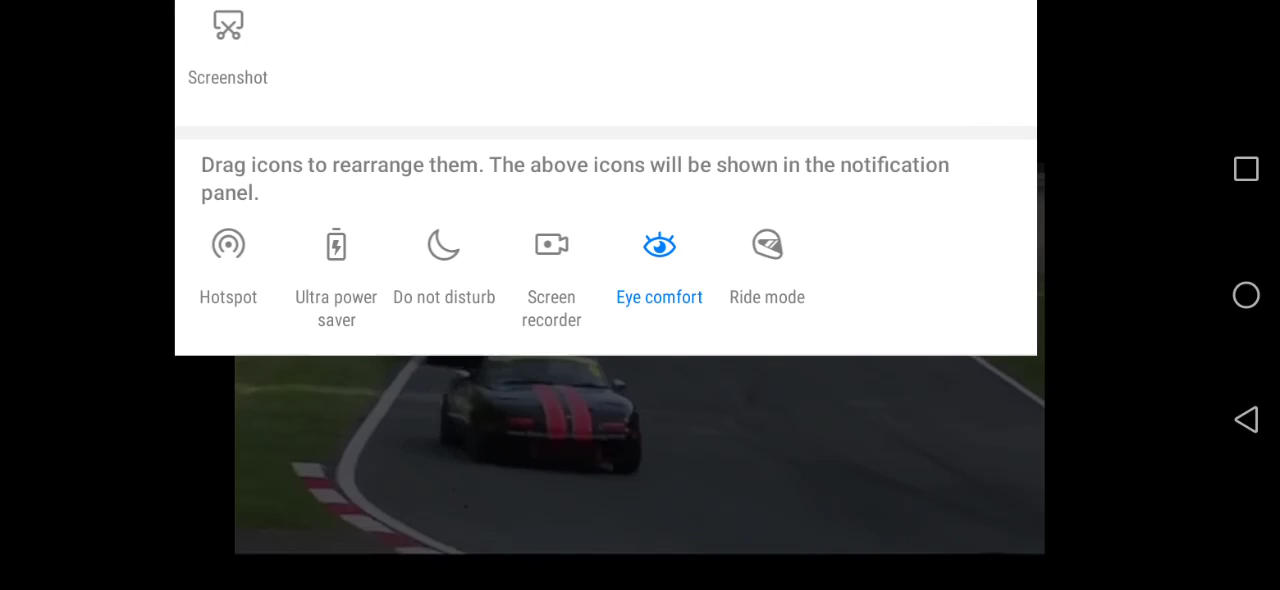 Screenshot
Drag icons to rearrange them. The above icons will be shown in the notification
panel.
Hotspot
Ultra power
saver
Do not disturb
Screen
recorder
Eye comfort
Ride mode